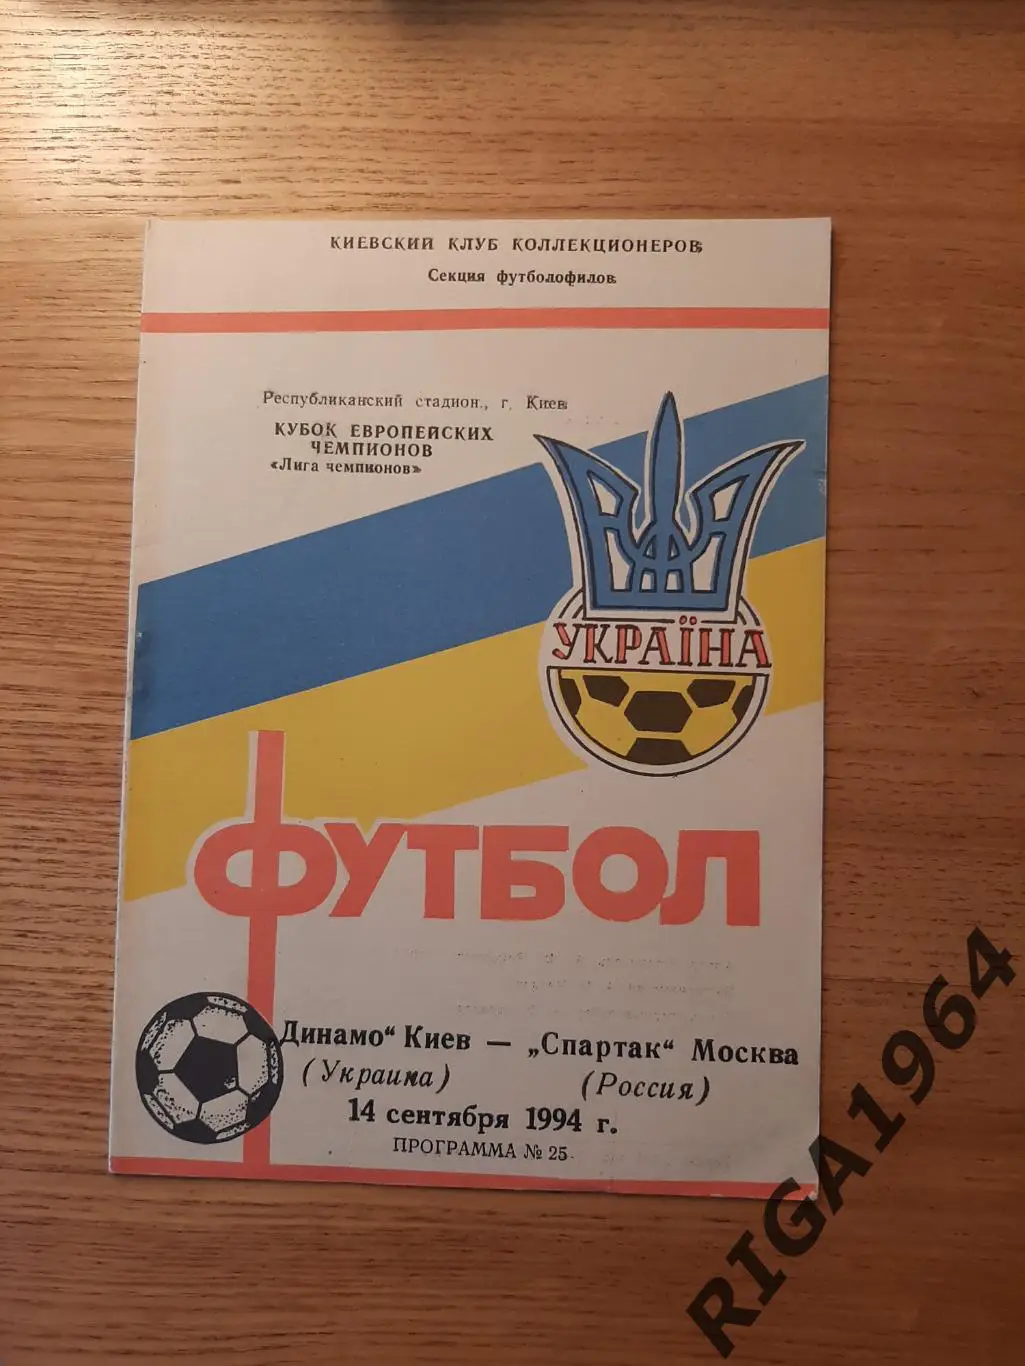 КИЕВСКИЙ КЛУБ КОЛЛЕКЦИОНЕРОВ
Секция футболофилов
Республиканский стадион., г. Киев
КУБОК ЕВРОПЕЙСКИХ
ЧЕМПИОНОВ
«Лига чемпионов»
УКРАЇНА
ФУТБОЛ
Динамо" Киев — „Спартак" Москва
(Украина) (Россия)
14 сентября 1994 г.
ПРОГРАММА № 25
RIGA1964